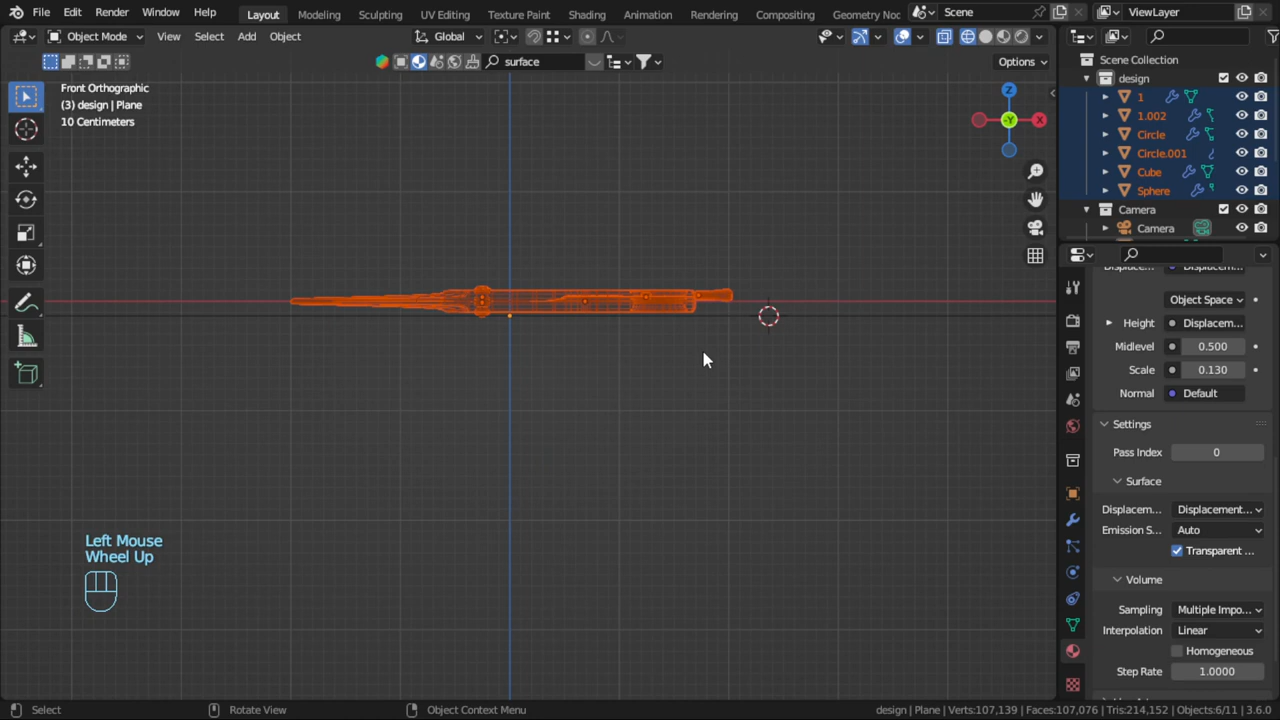 File Edit Render Window Help Layout Modeling Sculpting UV Editing Texture Paint Shading Animation Rendering Compositing Geometry Noc Scene ViewLayer
Object Mode View Select Add Object Global
surface Options
Front Orthographic
(3) design | Plane
10 Centimeters
Z
-Y
X
Scene Collection
design
1
1.002
Circle
Circle.001
Cube
Sphere
Camera
Camera
Object Space
Height Displacem...
Midlevel 0.500
Scale 0.130
Normal Default
Settings
Pass Index 0
Surface
Displacem... Displacement...
Emission S... Auto
Transparent ...
Volume
Sampling Multiple Impo...
Interpolation Linear
Homogeneous
Step Rate 1.0000
Left Mouse
Wheel Up
Select Rotate View Object Context Menu design | Plane | Verts:107,139 | Faces:107,076 | Tris:214,152 | Objects:6/11 | 3.6.0